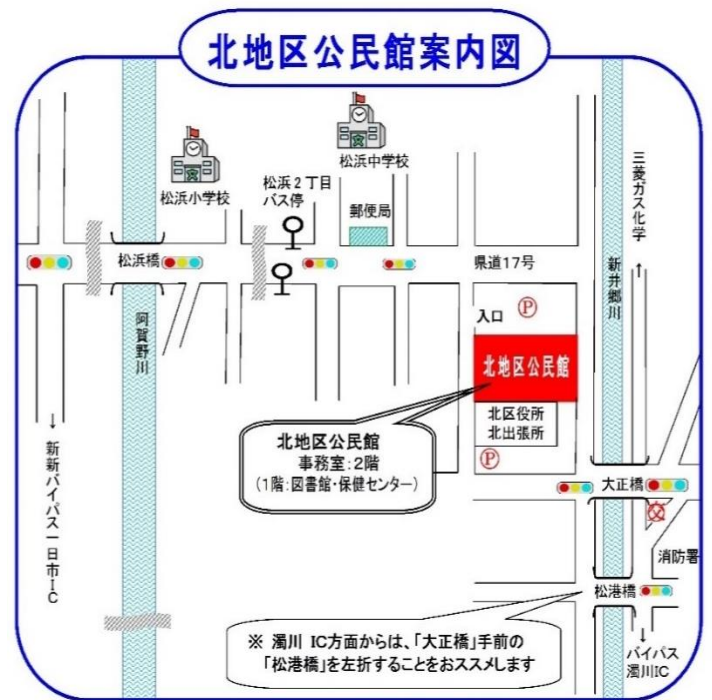 北地区公民館案内図
松浜小学校
松浜中学校
松浜2丁目
バス停
郵便局
三菱ガス化学
↑
松浜橋
県道17号
新井郷川
阿賀野川
入口
P
北地区公民館
北区役所
北出張所
P
北地区公民館
事務室:2階
(1階:図書館・保健センター)
↓新新バイパス一日市IC
大正橋
消防署
松港橋
※ 濁川 IC方面からは、「大正橋」手前の
「松港橋」を左折することをおススメします
↓
バイパス
濁川IC